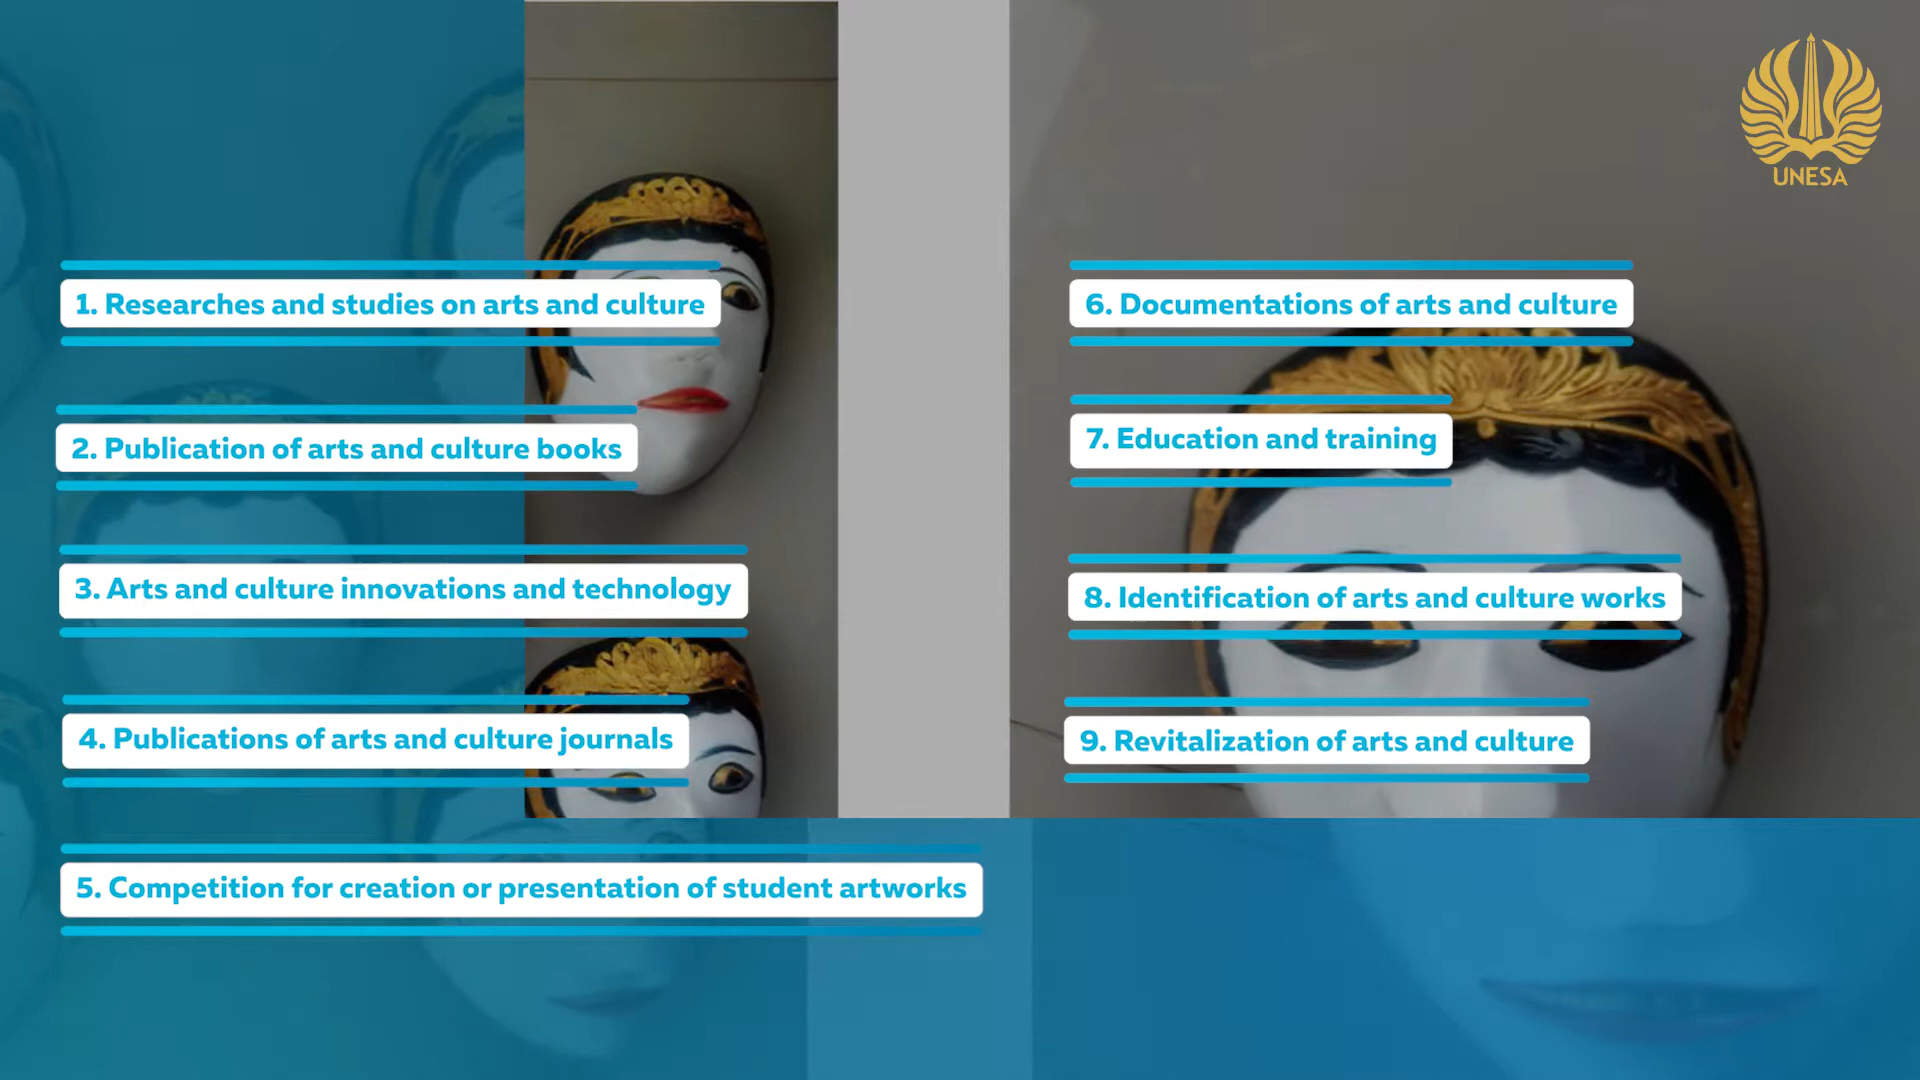 UNESA
1. Researches and studies on arts and culture
2. Publication of arts and culture books
3. Arts and culture innovations and technology
4. Publications of arts and culture journals
5. Competition for creation or presentation of student artworks
6. Documentations of arts and culture
7. Education and training
8. Identification of arts and culture works
9. Revitalization of arts and culture